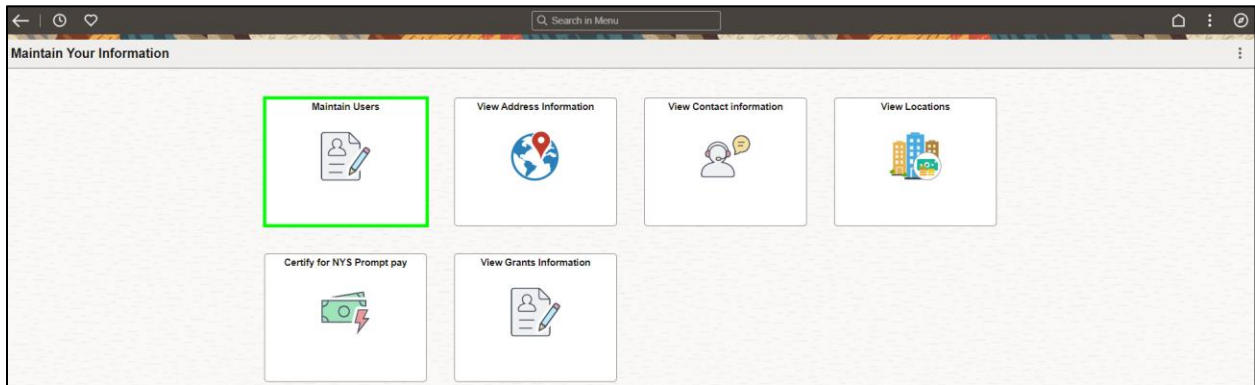 Search in Menu
Maintain Your Information
Maintain Users
View Address Information
View Contact information
View Locations
Certify for NYS Prompt pay
View Grants Information